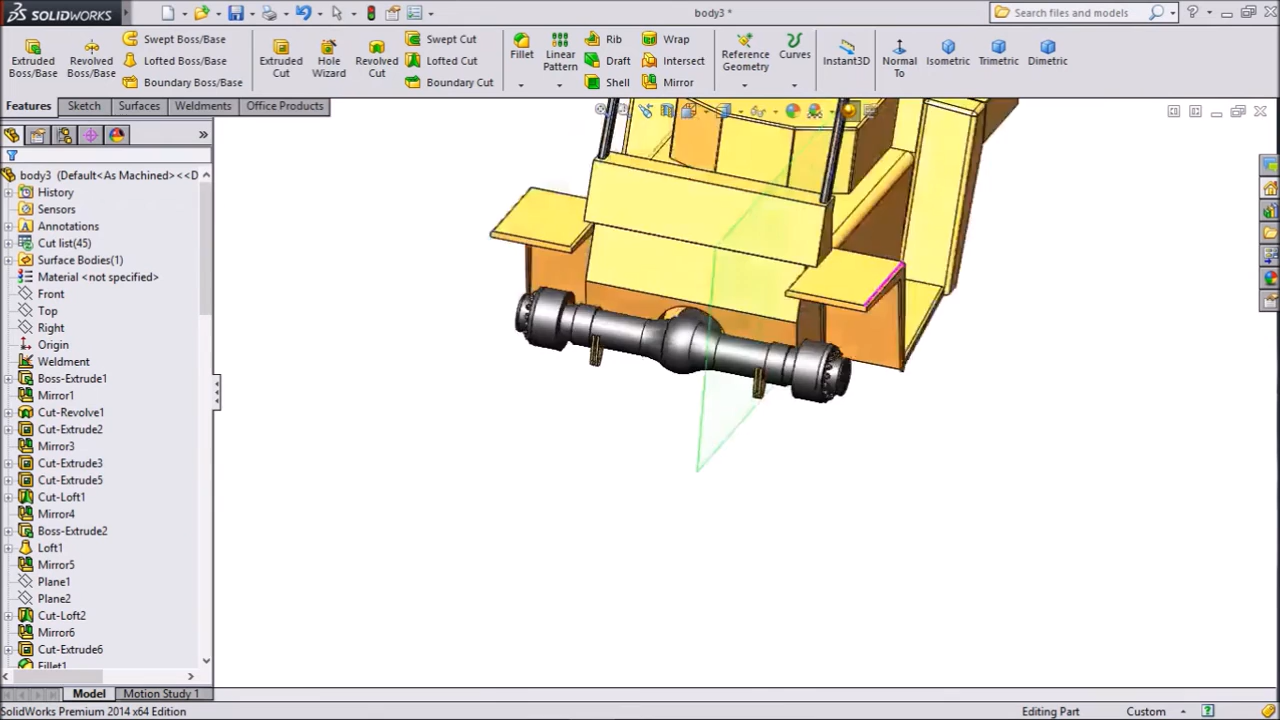 SOLIDWORKS
body3 *
Search files and models
Extruded Boss/Base
Revolved Boss/Base
Swept Boss/Base
Lofted Boss/Base
Boundary Boss/Base
Extruded Cut
Hole Wizard
Revolved Cut
Swept Cut
Lofted Cut
Boundary Cut
Fillet
Linear Pattern
Rib
Draft
Shell
Wrap
Intersect
Mirror
Reference Geometry
Curves
Instant3D
Normal To
Isometric
Trimetric
Dimetric
Features
Sketch
Surfaces
Weldments
Office Products
body3 (Default<As Machined><<D
History
Sensors
Annotations
Cut list(45)
Surface Bodies(1)
Material <not specified>
Front
Top
Right
Origin
Weldment
Boss-Extrude1
Mirror1
Cut-Revolve1
Cut-Extrude2
Mirror3
Cut-Extrude3
Cut-Extrude5
Cut-Loft1
Mirror4
Boss-Extrude2
Loft1
Mirror5
Plane1
Plane2
Cut-Loft2
Mirror6
Cut-Extrude6
Fillet1
Model
Motion Study 1
SolidWorks Premium 2014 x64 Edition
Editing Part
Custom